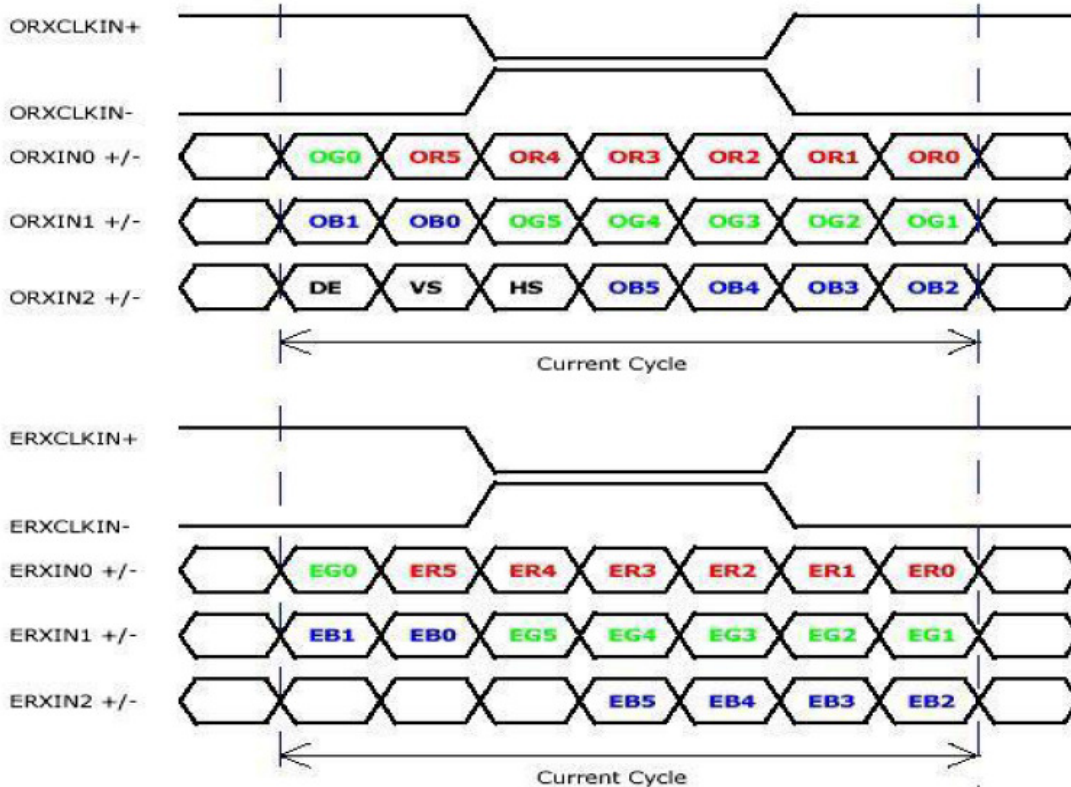 ORXCLKIN+
ORXCLKIN-
ORXIN0 +/- OG0 OR5 OR4 OR3 OR2 OR1 OR0
ORXIN1 +/- OB1 OB0 OG5 OG4 OG3 OG2 OG1
ORXIN2 +/- DE VS HS OB5 OB4 OB3 OB2
Current Cycle
ERXCLKIN+
ERXCLKIN-
ERXIN0 +/- EG0 ER5 ER4 ER3 ER2 ER1 ER0
ERXIN1 +/- EB1 EB0 EG5 EG4 EG3 EG2 EG1
ERXIN2 +/- EB5 EB4 EB3 EB2
Current Cycle